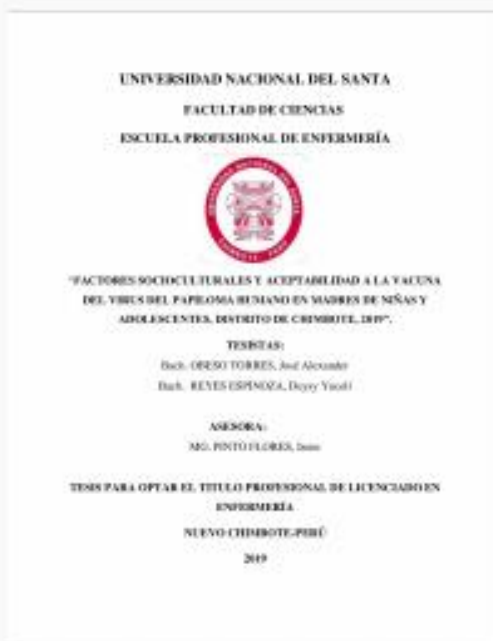 UNIVERSIDAD NACIONAL DEL SANTA
FACULTAD DE CIENCIAS
ESCUELA PROFESIONAL DE ENFERMERÍA
"FACTORES SOCIOCULTURALES Y ACEPTABILIDAD A LA VACUNA
DEL VIRUS DEL PAPILOMA HUMANO EN MADRES DE NIÑAS Y
ADOLESCENTES. DISTRITO DE CHIMBOTE, 2019".
TESISTAS:
Bach. OBESO TORRES, José Alexander
Bach. REYES ESPINOZA, Deysy
ASESORA:
MG. PINTO FLORES,
TESIS PARA OPTAR EL TITULO PROFESIONAL DE LICENCIADO EN
ENFERMERÍA
NUEVO CHIMBOTE-PERÚ
2019